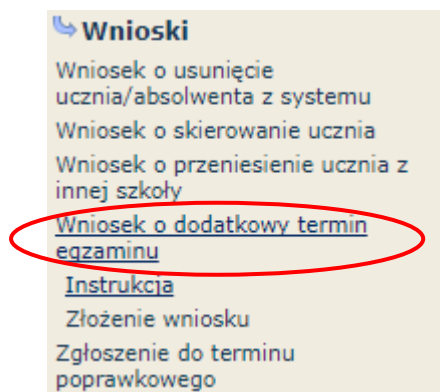 Wnioski
Wniosek o usunięcie
ucznia/absolwenta z systemu
Wniosek o skierowanie ucznia
Wniosek o przeniesienie ucznia z
innej szkoły
Wniosek o dodatkowy termin
egzaminu
Instrukcja
Złożenie wniosku
Zgłoszenie do terminu
poprawkowego